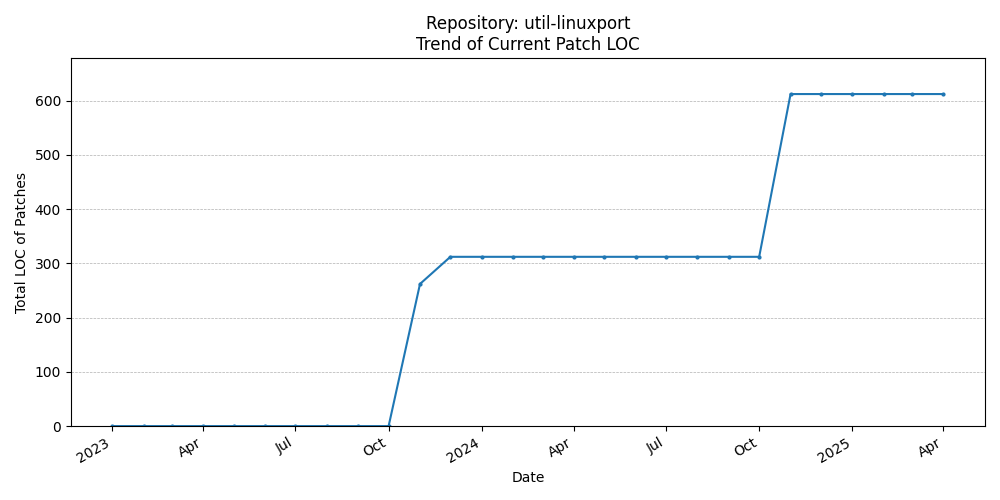 Repository: util-linuxport
Trend of Current Patch LOC
Total LOC of Patches
600
500
400
300
200
100
0
2023
Apr
Jul
Oct
2024
Apr
Jul
Oct
2025
Apr
Date